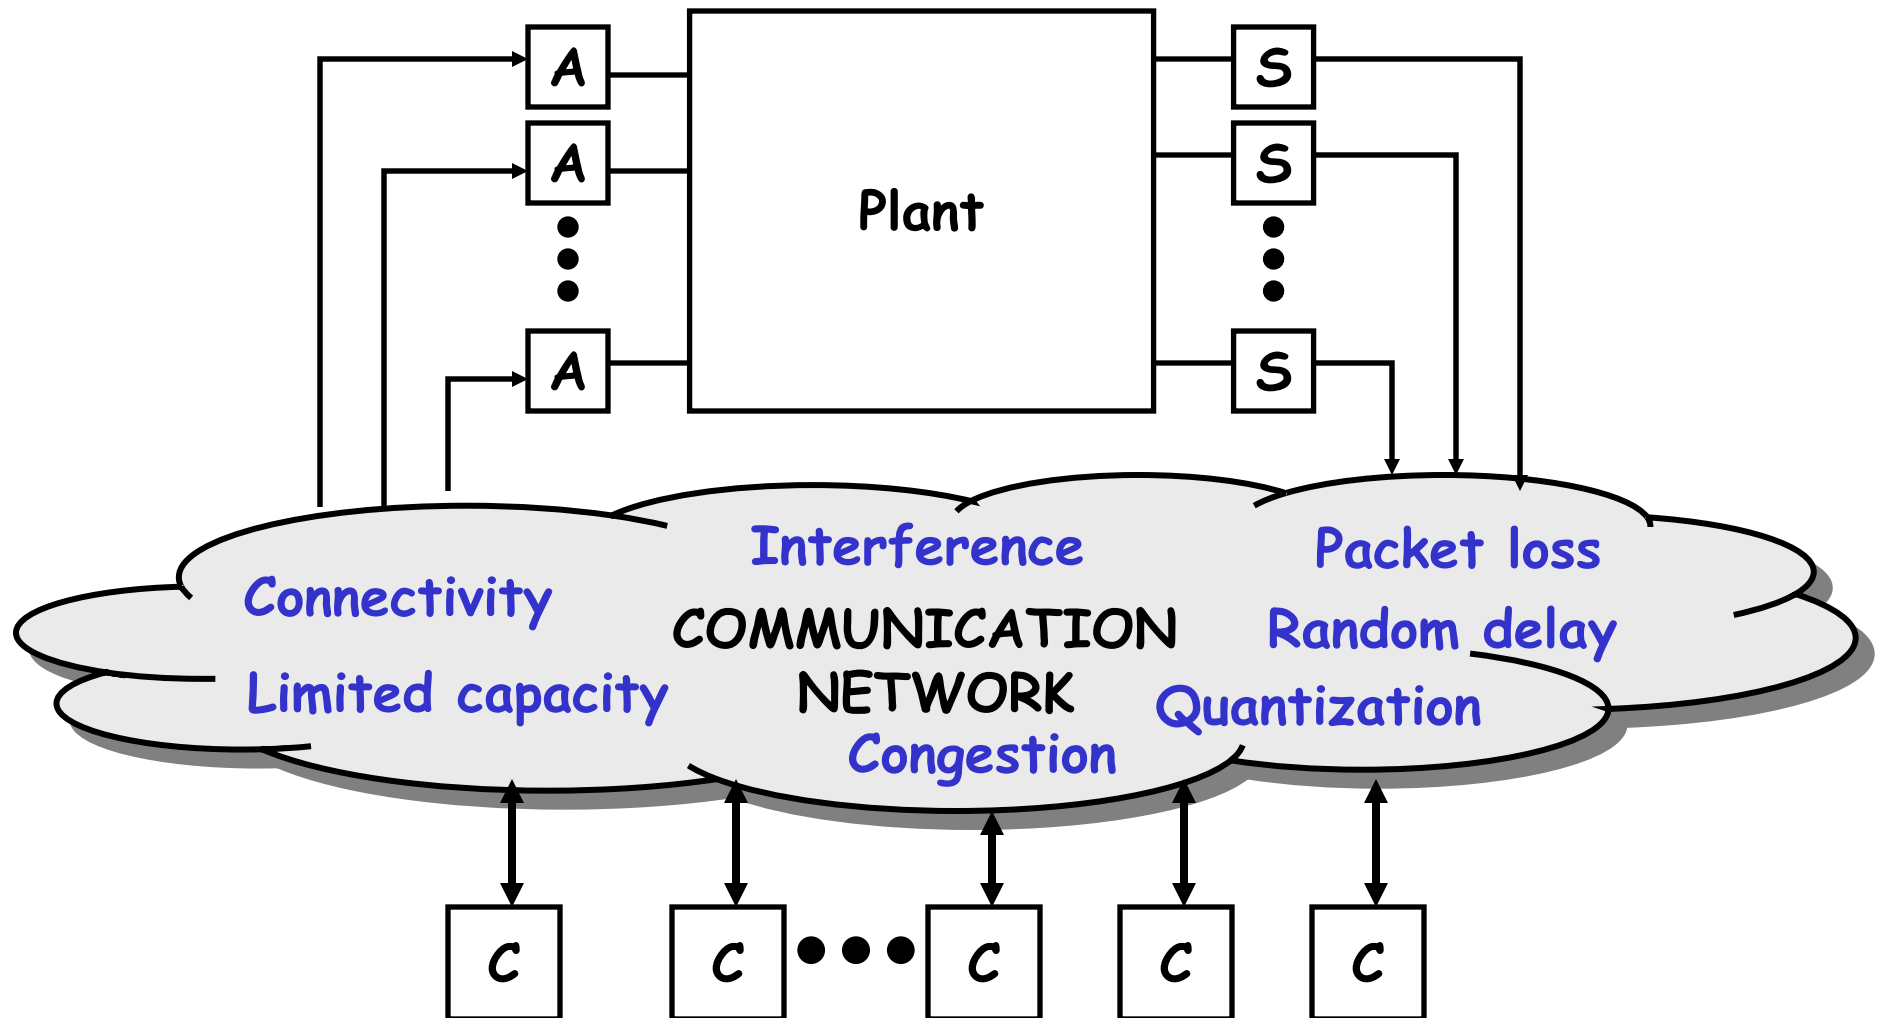 A
S
A
S
Plant
A
S
Interference
Packet loss
Connectivity
COMMUNICATION
Random delay
Limited capacity
NETWORK
Quantization
Congestion
C
C
C
C
C